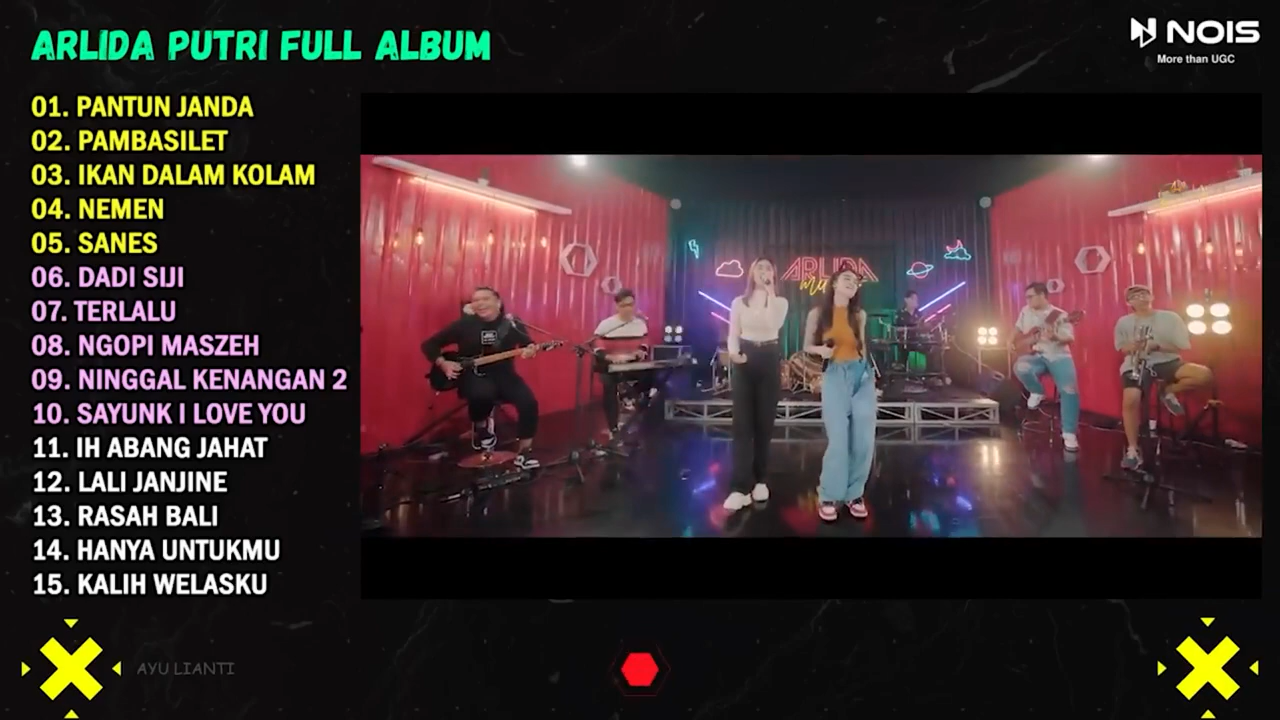 ARLIDA PUTRI FULL ALBUM
NOIS
More than UGC
01. PANTUN JANDA
02. PAMBASILET
03. IKAN DALAM KOLAM
04. NEMEN
05. SANES
06. DADI SIJI
07. TERLALU
08. NGOPI MASZEH
09. NINGGAL KENANGAN 2
10. SAYUNK I LOVE YOU
11. IH ABANG JAHAT
12. LALI JANJINE
13. RASAH BALI
14. HANYA UNTUKMU
15. KALIH WELASKU
ARLIDA
AYU LIANTI